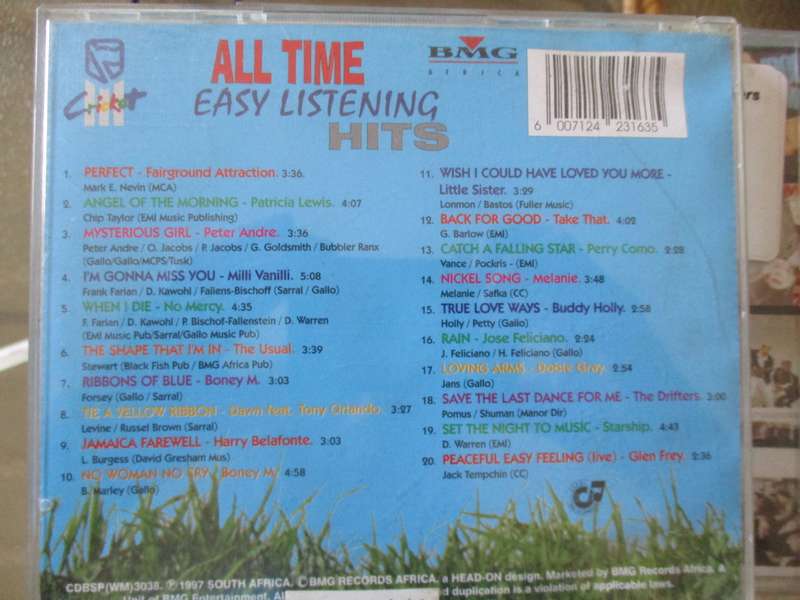 Cricket
ALL TIME
EASY LISTENING
HITS
BMG
AFRICA
6 007124 231635
1. PERFECT - Fairground Attraction. 3:36.
Mark E. Nevin (MCA)
2. ANGEL OF THE MORNING - Patricia Lewis. 4:07
Chip Taylor (EMI Music Publishing)
3. MYSTERIOUS GIRL - Peter Andre. 3:36
Peter Andre / O. Jacobs / P. Jacobs / G. Goldsmith / Bubbler Ranx
(Gallo/Gallo/MCPS/Tusk)
4. I'M GONNA MISS YOU - Milli Vanilli. 5:08
Frank Farian / D. Kawohl / Fallens-Bischoff (Sarral / Gallo)
5. WHEN I DIE - No Mercy. 4:35
F. Farian / D. Kawohl / P. Bischof-Fallenstein / D. Warren
(EMI Music Pub/Sarral/Gallo Music Pub)
6. THE SHAPE THAT I'M IN - The Usual. 3:39
Stewart (Black Fish Pub / BMG Africa Pub)
7. RIBBONS OF BLUE - Boney M. 3:03
Forsey (Gallo / Sarral)
8. TIE A YELLOW RIBBON - Dawn feat. Tony Orlando. 3:27
Levine / Russel Brown (Sarral)
9. JAMAICA FAREWELL - Harry Belafonte. 3:03
L. Burgess (David Gresham Mus)
10. NO WOMAN NO CRY - Boney M. 4:58
B. Marley (Gallo)
11. WISH I COULD HAVE LOVED YOU MORE -
Little Sister. 3:29
Lonmon / Bastos (Fuller Music)
12. BACK FOR GOOD - Take That. 4:02
G. Barlow (EMI)
13. CATCH A FALLING STAR - Perry Como. 2:28
Vance / Pockris - (EMI)
14. NICKEL SONG - Melanie. 3:48
Melanie / Safka (CC)
15. TRUE LOVE WAYS - Buddy Holly. 2:58
Holly / Petty (Gallo)
16. RAIN - Jose Feliciano. 2:24
J. Feliciano / H. Feliciano (Gallo)
17. LOVING ARMS - Dobie Gray. 2:54
Jans (Gallo)
18. SAVE THE LAST DANCE FOR ME - The Drifters. 3:00
Pomus / Shuman (Manor Dir)
19. SET THE NIGHT TO MUSIC - Starship. 4:43
D. Warren (EMI)
20. PEACEFUL EASY FEELING (live) - Glen Frey. 2:36
Jack Tempchin (CC)
CDBSP(WM)3038. ℗1997 SOUTH AFRICA. ©BMG RECORDS AFRICA. a HEAD-ON design. Marketed by BMG Records Africa. A
Unit of BMG Entertainment. All d duplication is a violation of applicable laws.